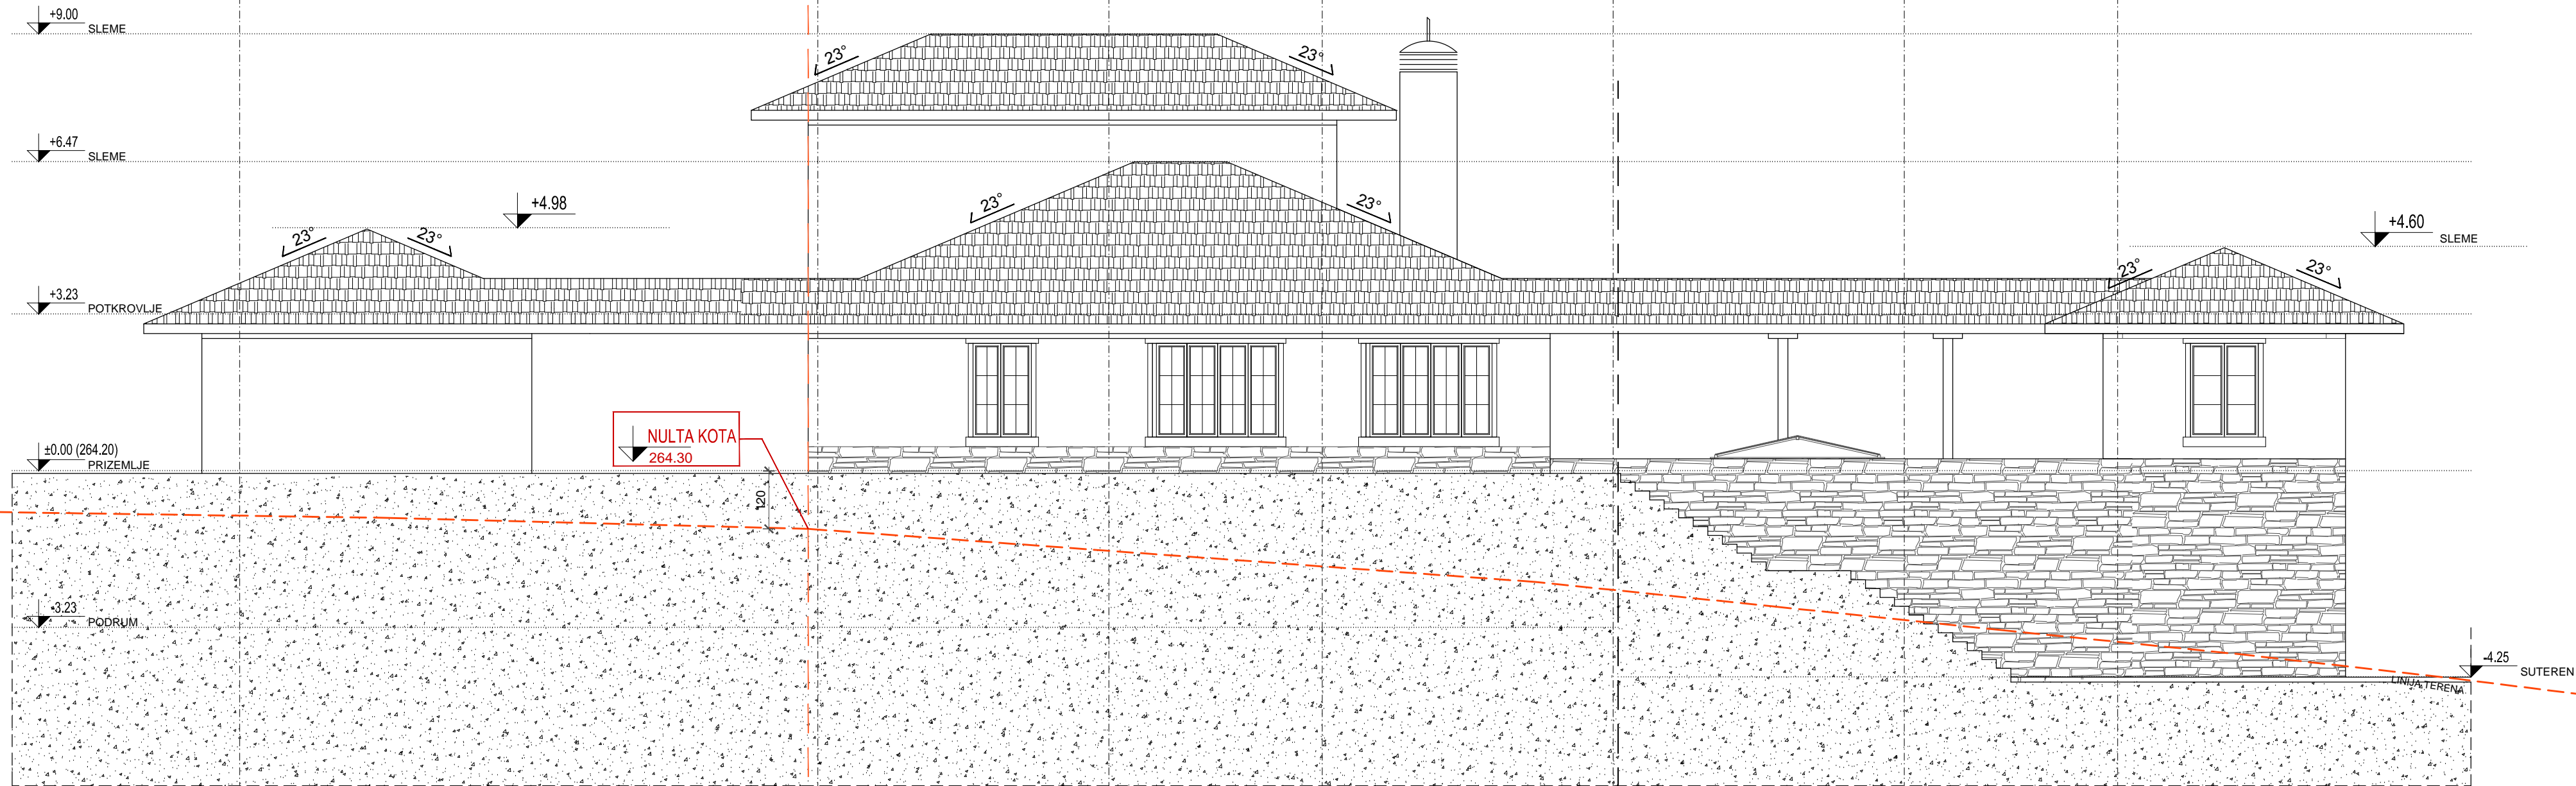 +9.00
SLEME
23°
23°
+6.47
SLEME
+4.98
23°
23°
23°
23°
+4.60
SLEME
23°
23°
+3.23
POTKROVLJE
±0.00 (264.20)
PRIZEMLJE
NULTA KOTA
264.30
120
-3.23
PODRUM
-4.25
SUTEREN
LINIJA TERENA